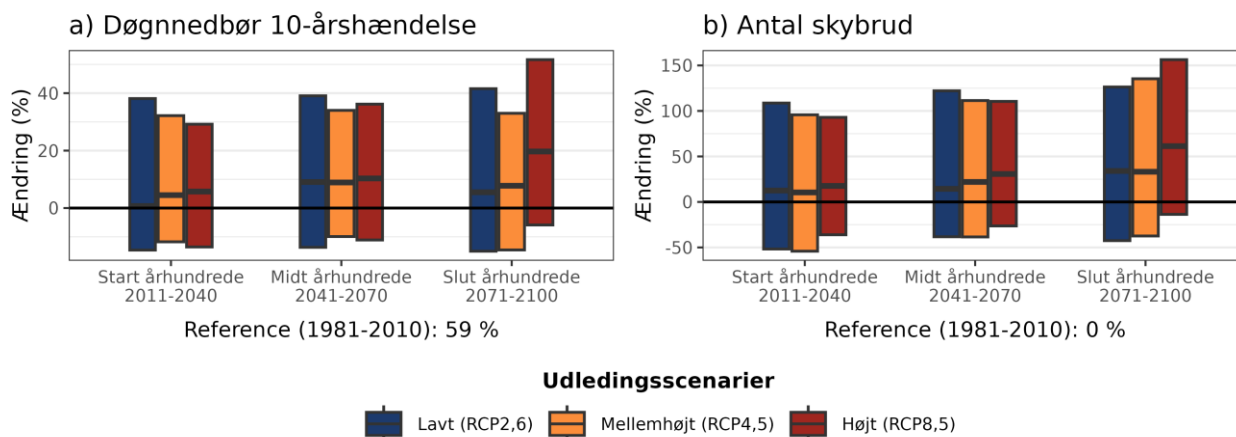 a) Døgnnedbør 10-årshændelse
Ændring (%)
40
20
0
Start århundrede
2011-2040
Midt århundrede
2041-2070
Slut århundrede
2071-2100
Reference (1981-2010): 59 %
b) Antal skybrud
Ændring (%)
150
100
50
0
-50
Start århundrede
2011-2040
Midt århundrede
2041-2070
Slut århundrede
2071-2100
Reference (1981-2010): 0 %
Udledingsscenarier
Lavt (RCP2,6)
Mellemhøjt (RCP4,5)
Højt (RCP8,5)